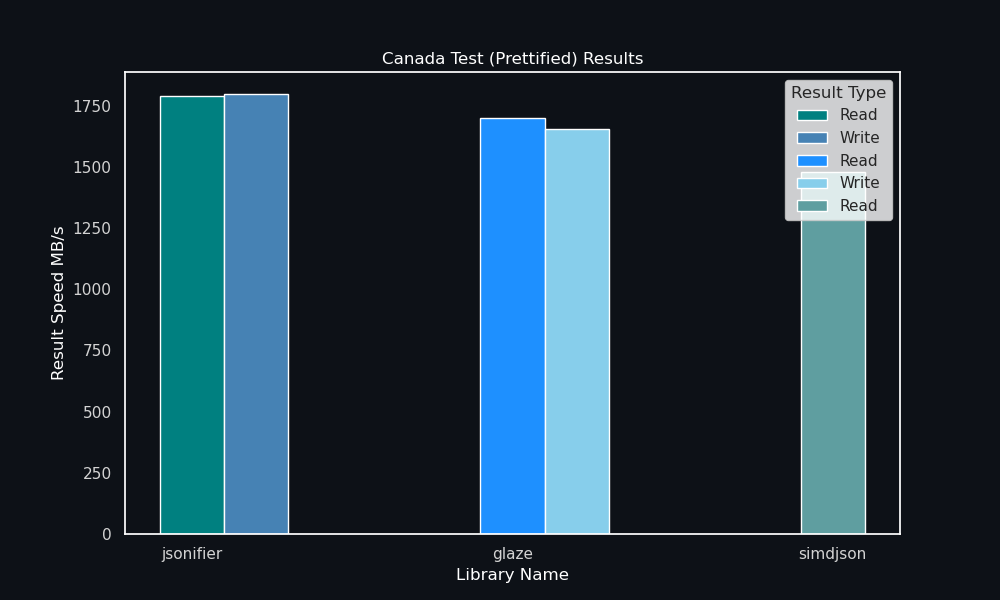 Canada Test (Prettified) Results
Result Type
Read
Write
Read
Write
Read
1750
1500
1250
1000
750
500
250
0
Result Speed MB/s
jsonifier
glaze
simdjson
Library Name